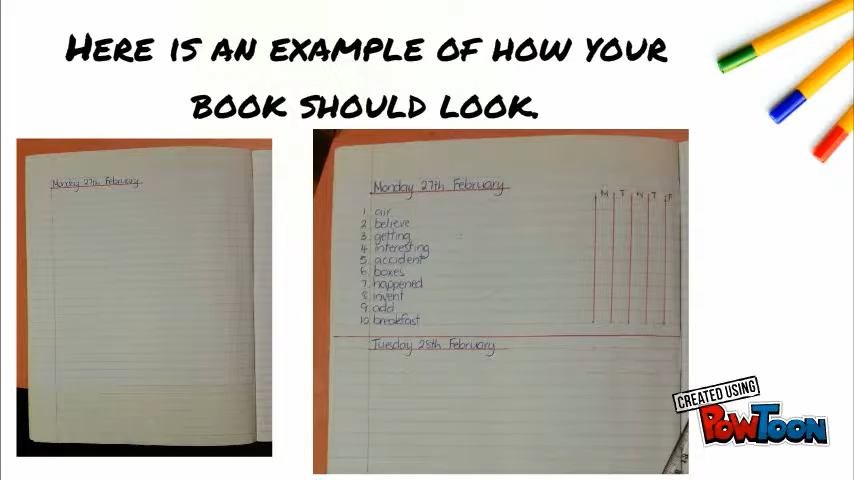 HERE IS AN EXAMPLE OF HOW YOUR
BOOK SHOULD LOOK.
Monday 27th February
Monday 27th February
M T W T F
1. air
2. believe
3. getting
4. interesting
5. accident
6. boxes
7. happened
8. invent
9. add
10. breakfast
Tuesday 28th February
CREATED USING
POWTOON